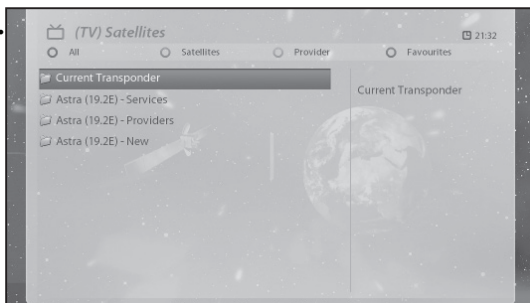 (TV) Satellites 21:32
All Satellites Provider Favourites
Current Transponder
Current Transponder
Astra (19.2E) - Services
Astra (19.2E) - Providers
Astra (19.2E) - New